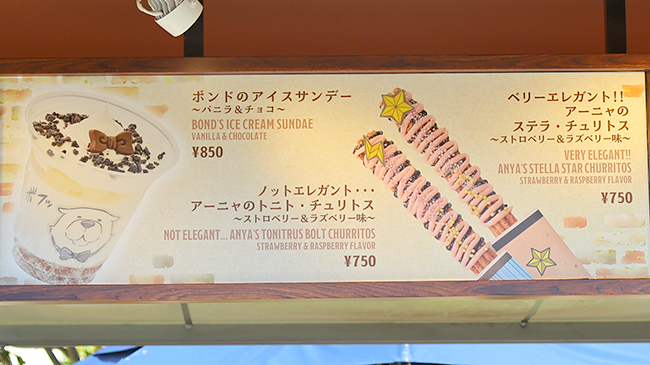 ボンドのアイスサンデー
～バニラ＆チョコ～
BOND'S ICE CREAM SUNDAE
VANILLA & CHOCOLATE
¥850
ボフッ
ノットエレガント･･･
アーニャのトニト・チュリトス
～ストロベリー＆ラズベリー味～
NOT ELEGANT... ANYA'S TONITRUS BOLT CHURRITOS
STRAWBERRY & RASPBERRY FLAVOR
¥750
ベリーエレガント!!
アーニャの
ステラ・チュリトス
～ストロベリー＆ラズベリー味～
VERY ELEGANT!!
ANYA'S STELLA STAR CHURRITOS
STRAWBERRY & RASPBERRY FLAVOR
¥750